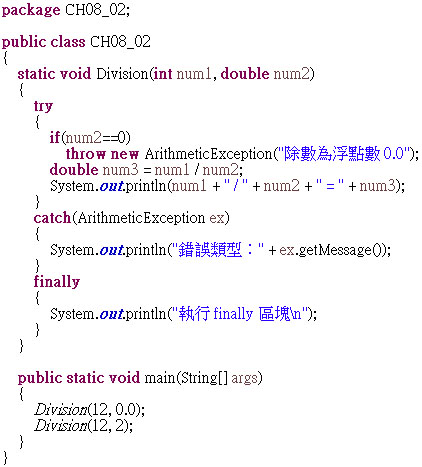 package CH08_02;
public class CH08_02
{
static void Division(int num1, double num2)
{
try
{
if(num2==0)
throw new ArithmeticException("除數為浮點數 0.0");
double num3 = num1 / num2;
System.out.println(num1 + " / " + num2 + " = " + num3);
}
catch(ArithmeticException ex)
{
System.out.println("錯誤類型：" + ex.getMessage());
}
finally
{
System.out.println("執行 finally 區塊\n");
}
}
public static void main(String[] args)
{
Division(12, 0.0);
Division(12, 2);
}
}